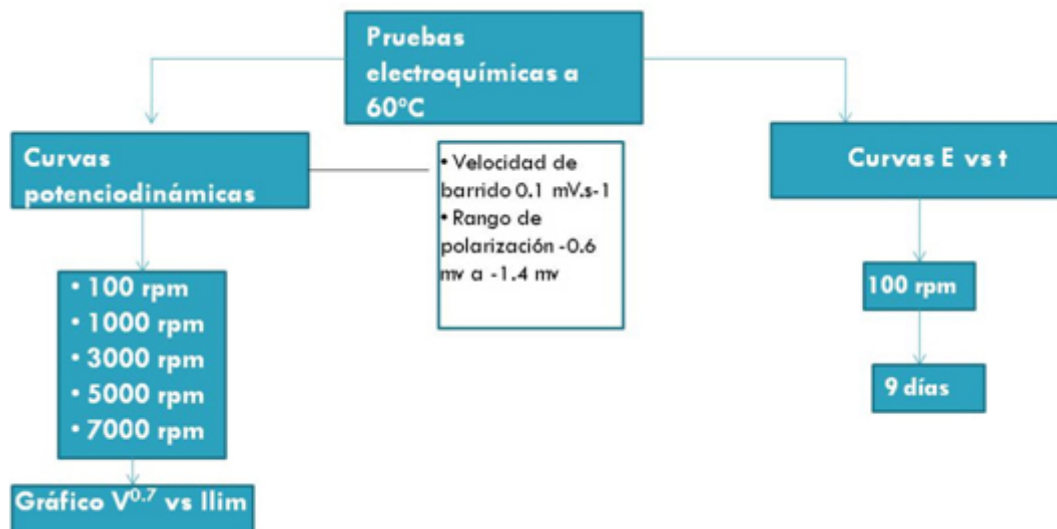 Pruebas
electroquímicas a
60ºC
Curvas
potenciodinámicas
• Velocidad de
barrido 0.1 mV.s-1
• Rango de
polarización -0.6
mv a -1.4 mv
Curvas E vs t
• 100 rpm
• 1000 rpm
• 3000 rpm
• 5000 rpm
• 7000 rpm
100 rpm
9 días
Gráfico V⁰·⁷ vs Ilim